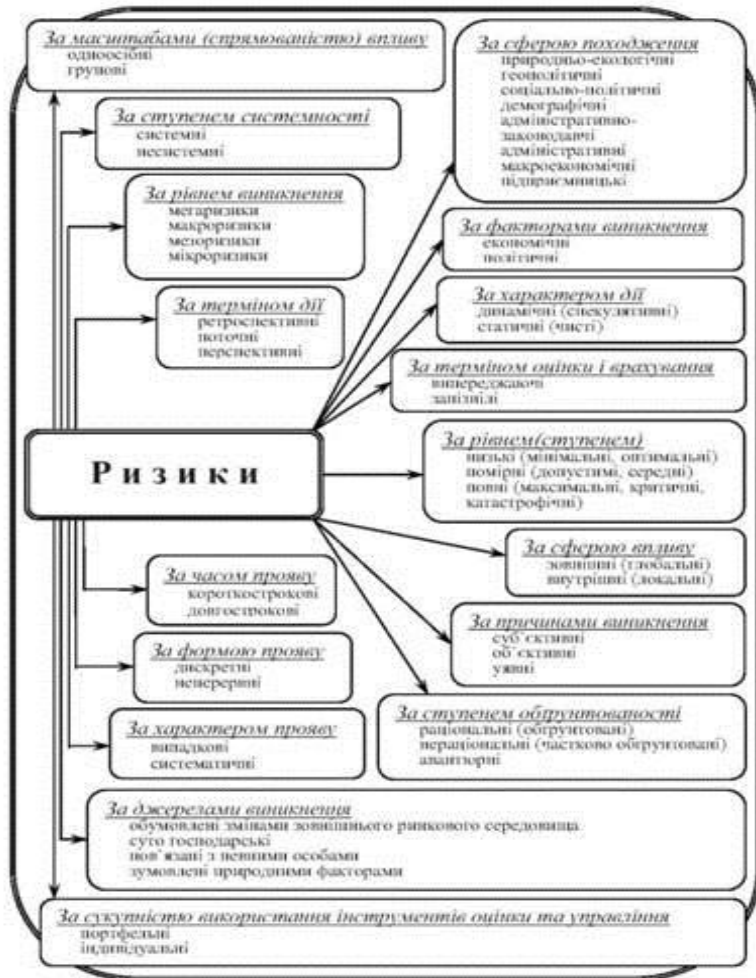 За масштабами (спрямованістю) впливу
одноосібні
групові
За ступенем системності
системні
несистемні
За рівнем виникнення
мегаризики
макроризики
мезоризики
мікроризики
За терміном дії
ретроспективні
поточні
перспективні
Ризики
За часом прояву
короткострокові
довгострокові
За формою прояву
дискретні
неперервні
За характером прояву
випадкові
систематичні
За сферою походження
природньо-екологічні
геополітичні
соціально-політичні
демографічні
адміністративно-
законодавчі
адміністративні
макроекономічні
підприємницькі
За факторами виникнення
економічні
політичні
За характером дії
динамічні (спекулятивні)
статичні (чисті)
За терміном оцінки і врахування
випереджаючі
запізнілі
За рівнем(ступенем)
низькі (мінімальні, оптимальні)
помірні (допустимі, середні)
повні (максимальні, критичні,
катастрофічні)
За сферою впливу
зовнішні (глобальні)
внутрішні (локальні)
За причинами виникнення
суб`єктивні
об`єктивні
уявні
За ступенем обґрунтованості
раціональні (обґрунтовані)
нераціональні (частково обґрунтовані)
авантюрні
За джерелами виникнення
обумовлені змінами зовнішнього ринкового середовища
суто господарські
пов`язані з певними особами
зумовлені природними факторами
За сукупністю використання інструментів оцінки та управління
портфельні
індивідуальні